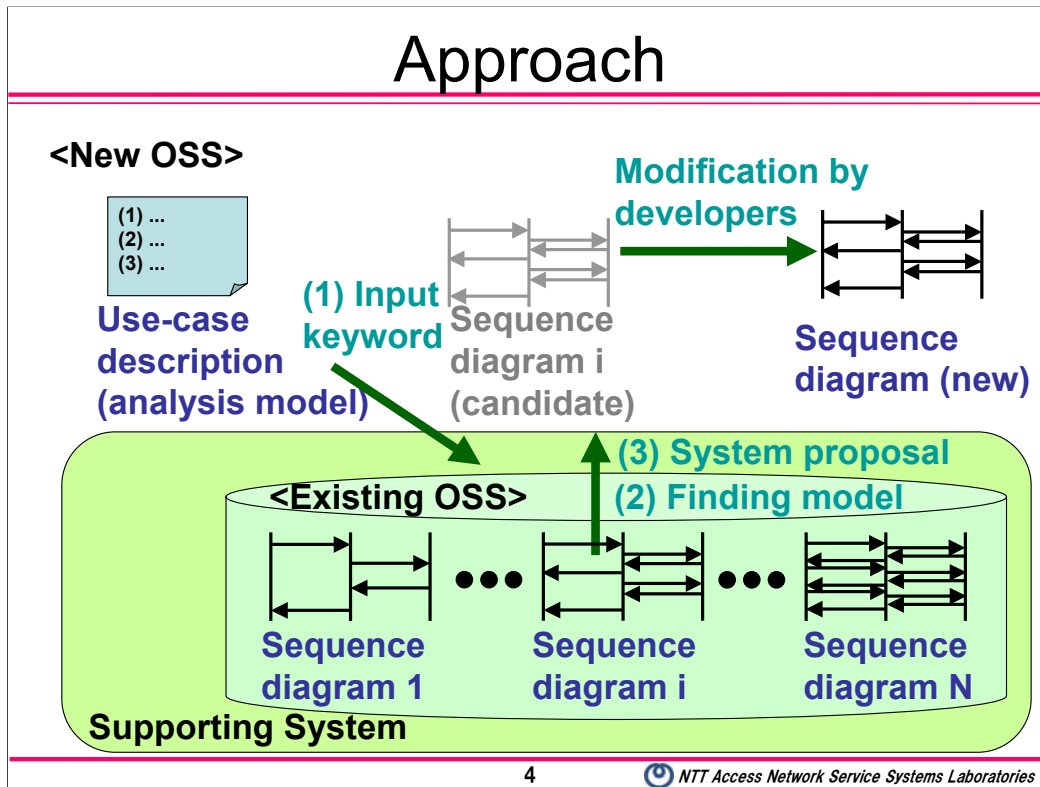 Approach
<New OSS>
(1) ...
(2) ...
(3) ...
Use-case
description
(analysis model)
(1) Input
keyword
Sequence
diagram i
(candidate)
Modification by
developers
Sequence
diagram (new)
(3) System proposal
(2) Finding model
<Existing OSS>
Sequence
diagram 1
Sequence
diagram i
Sequence
diagram N
Supporting System
4
NTT Access Network Service Systems Laboratories